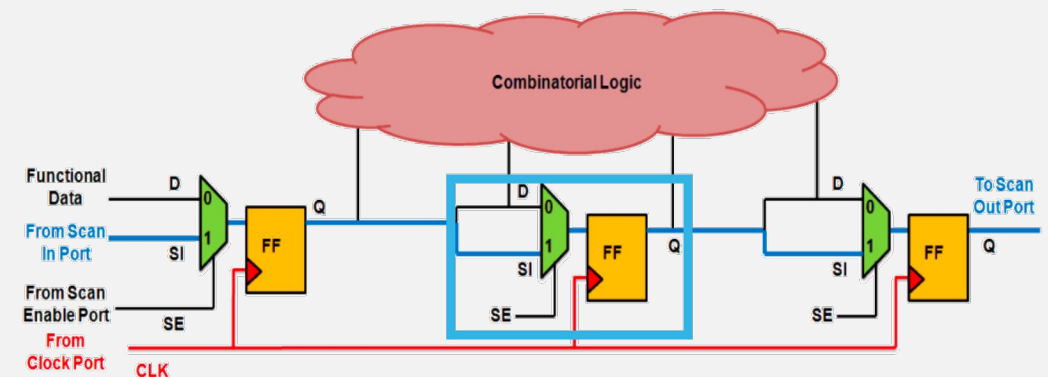 Combinatorial Logic
Functional
Data
D
0
From Scan
In Port
1
SI
Q
FF
From Scan
Enable Port
SE
From
Clock Port
CLK
D
0
1
SI
FF
Q
SE
D
0
1
SI
FF
Q
SE
To Scan
Out Port